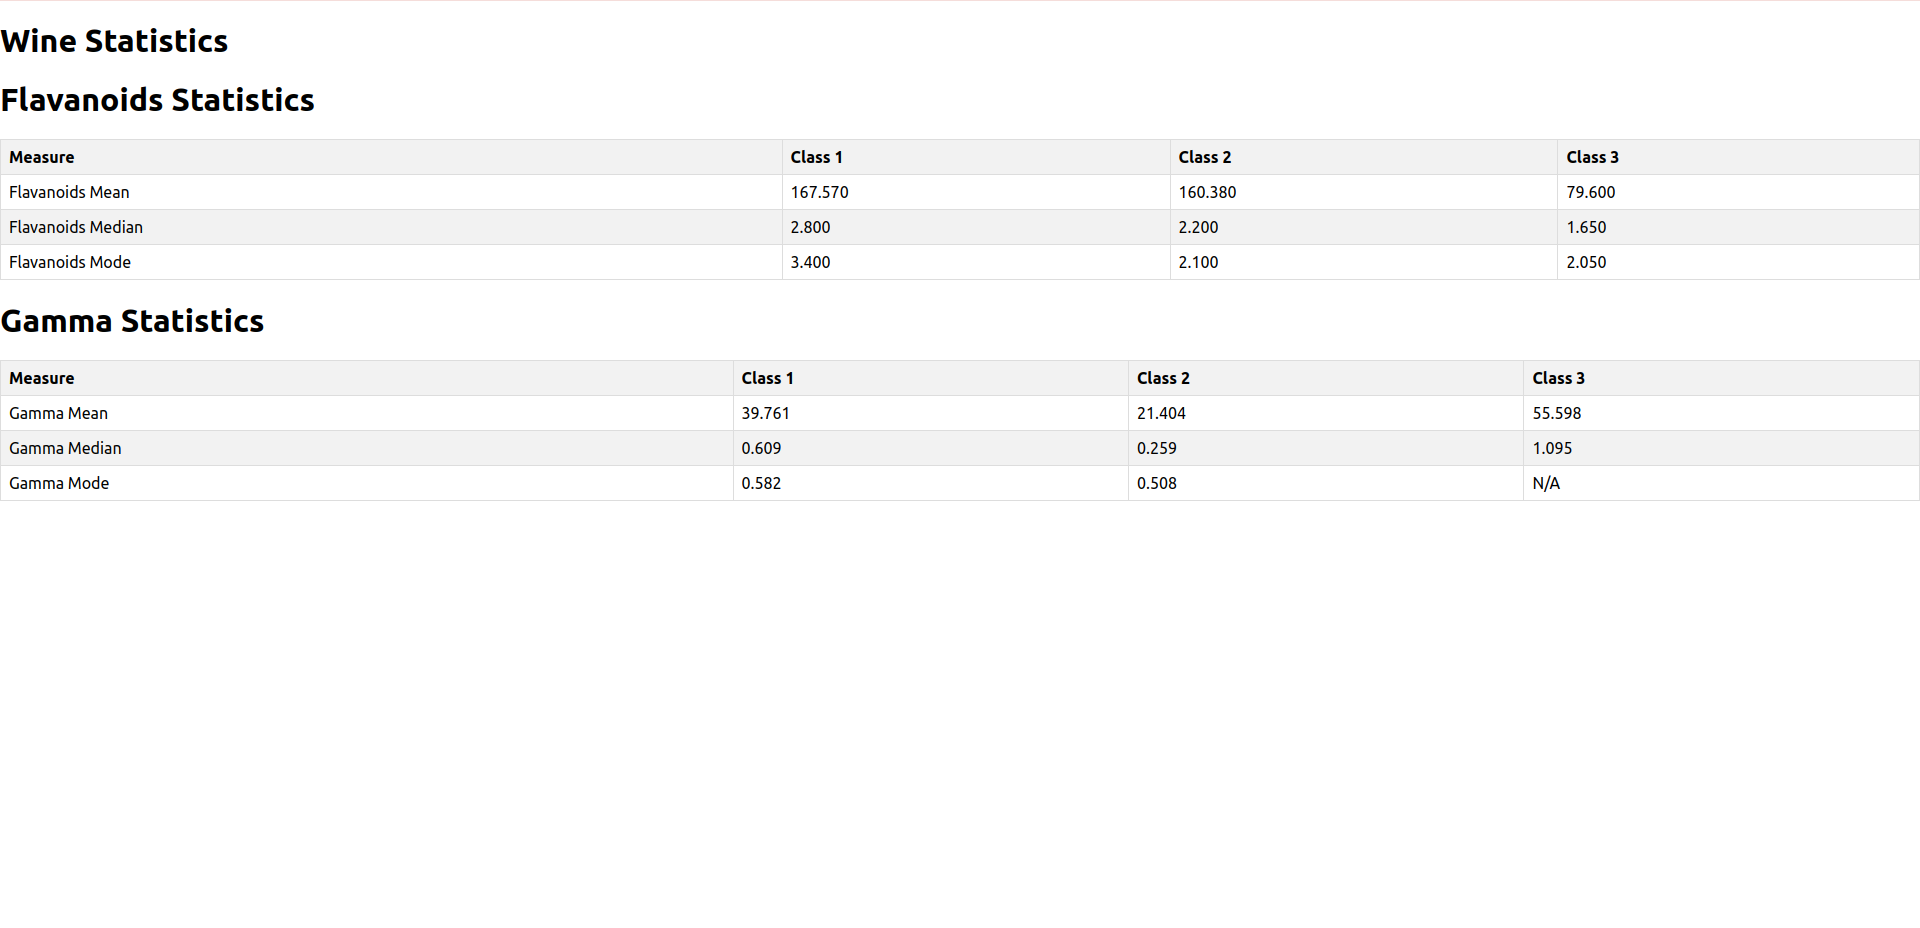 Wine Statistics
Flavanoids Statistics
Measure Class 1 Class 2 Class 3
Flavanoids Mean 167.570 160.380 79.600
Flavanoids Median 2.800 2.200 1.650
Flavanoids Mode 3.400 2.100 2.050
Gamma Statistics
Measure Class 1 Class 2 Class 3
Gamma Mean 39.761 21.404 55.598
Gamma Median 0.609 0.259 1.095
Gamma Mode 0.582 0.508 N/A